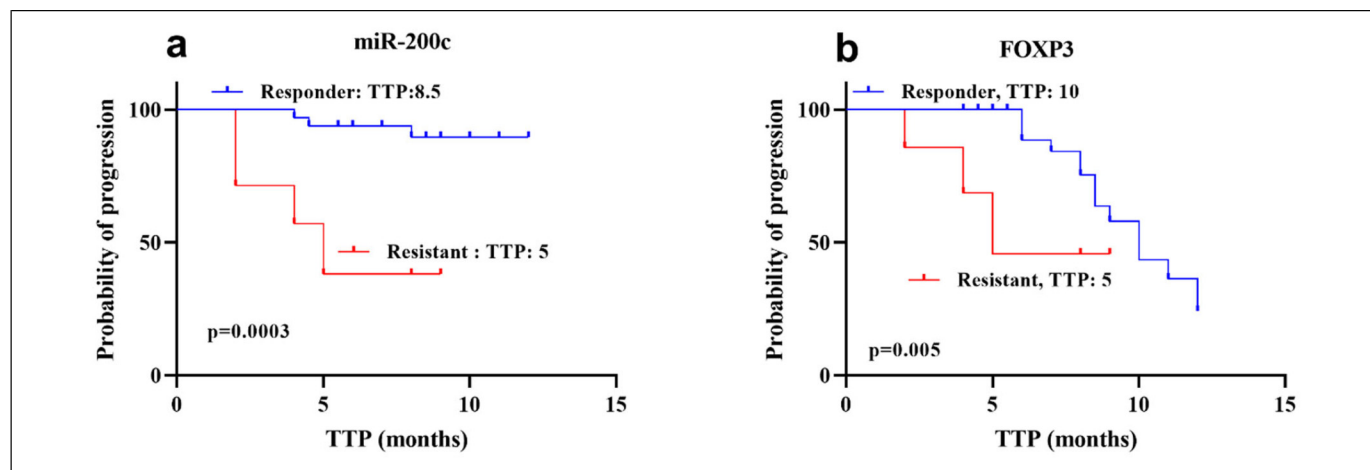 a
miR-200c
Responder: TTP:8.5
100
50
0
Probability of progression
Resistant : TTP: 5
p=0.0003
0 5 10 15
TTP (months)
b
FOXP3
Responder, TTP: 10
100
50
0
Probability of progression
Resistant, TTP: 5
p=0.005
0 5 10 15
TTP (months)